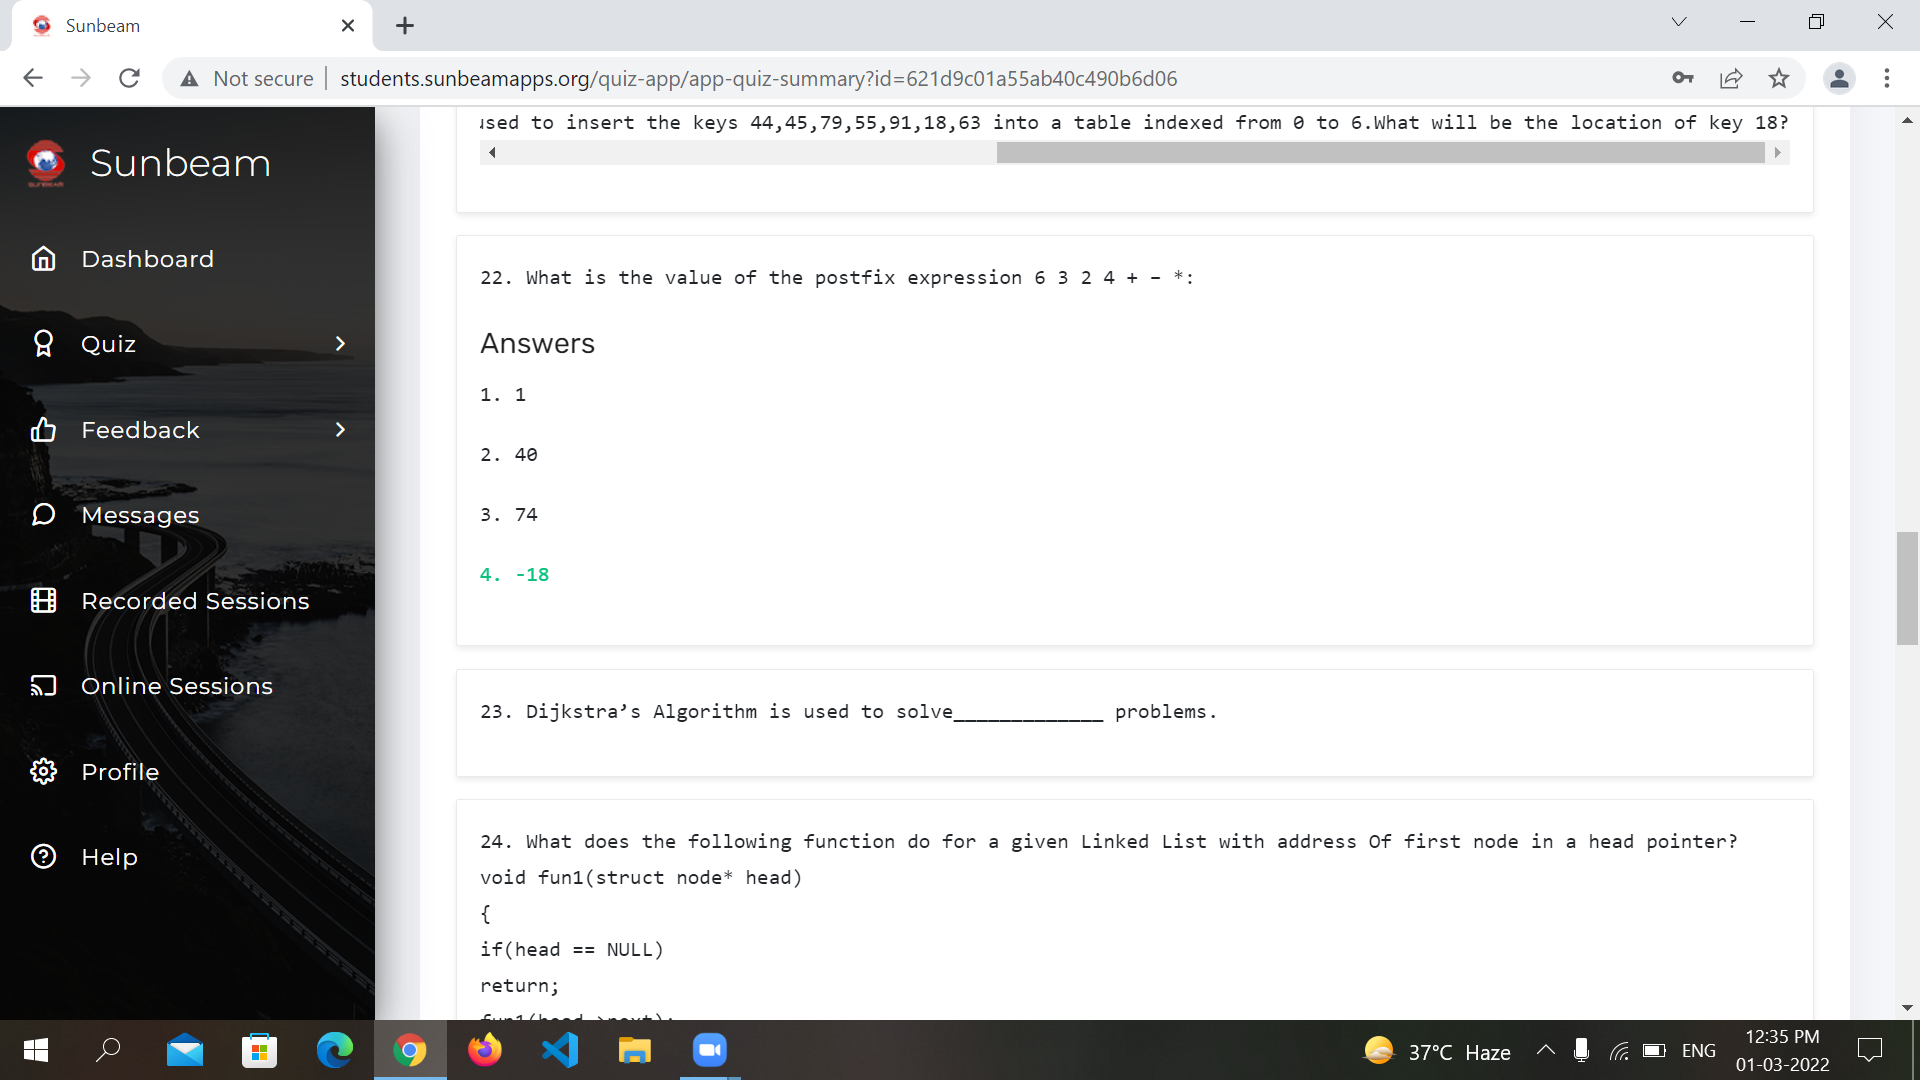 Sunbeam
Not secure
students.sunbeamapps.org/quiz-app/app-quiz-summary?id=621d9c01a55ab40c490b6d06
Sunbeam
Dashboard
Quiz
Feedback
Messages
Recorded Sessions
Online Sessions
Profile
Help
used to insert the keys 44,45,79,55,91,18,63 into a table indexed from 0 to 6.What will be the location of key 18?
22. What is the value of the postfix expression 6 3 2 4 + – *:
Answers
1. 1
2. 40
3. 74
4. -18
23. Dijkstra’s Algorithm is used to solve_____________ problems.
24. What does the following function do for a given Linked List with address Of first node in a head pointer?
void fun1(struct node* head)
{
if(head == NULL)
return;
fun1(head->next);
37°C Haze
ENG
12:35 PM
01-03-2022